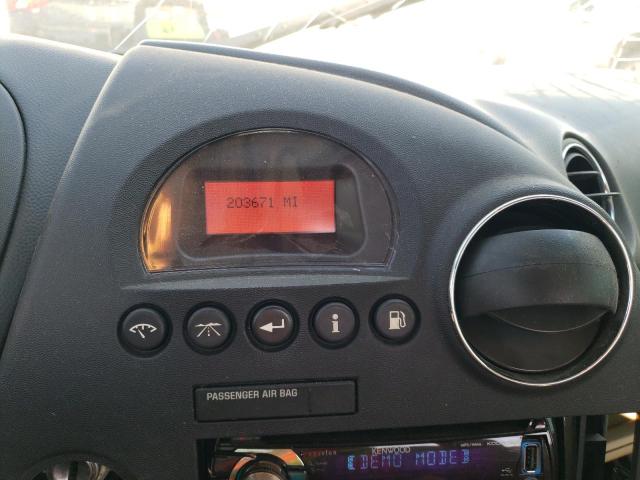 203671 MI
i
PASSENGER AIR BAG
KENWOOD
DEMO MODE